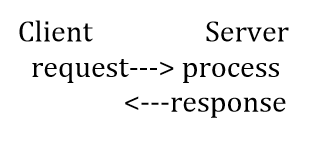 Client Server
request---> process
<---response